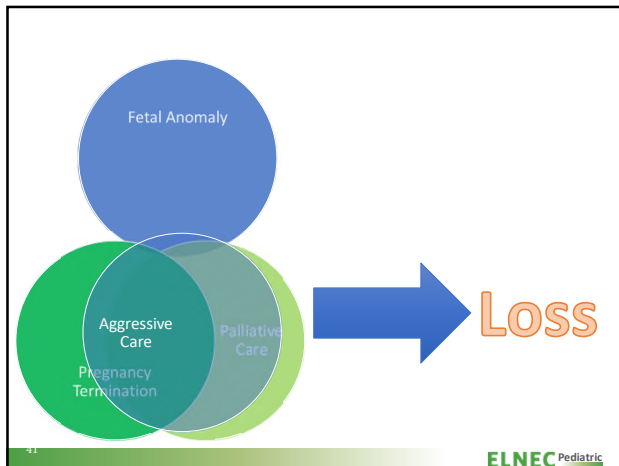 Fetal Anomaly
Aggressive
Care
Palliative
Care
Pregnancy
Termination
Loss
41
ELNEC Pediatric